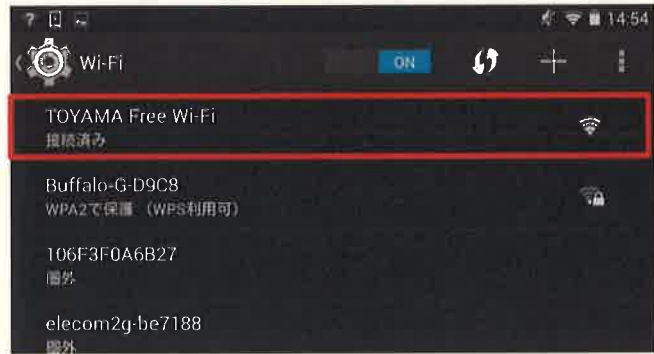 14:54
Wi-Fi
ON
TOYAMA Free Wi-Fi
接続済み
Buffalo-G-D9C8
WPA2で保護 (WPS利用可)
106F3F0A6B27
圏外
elecom2g-be7188
圏外